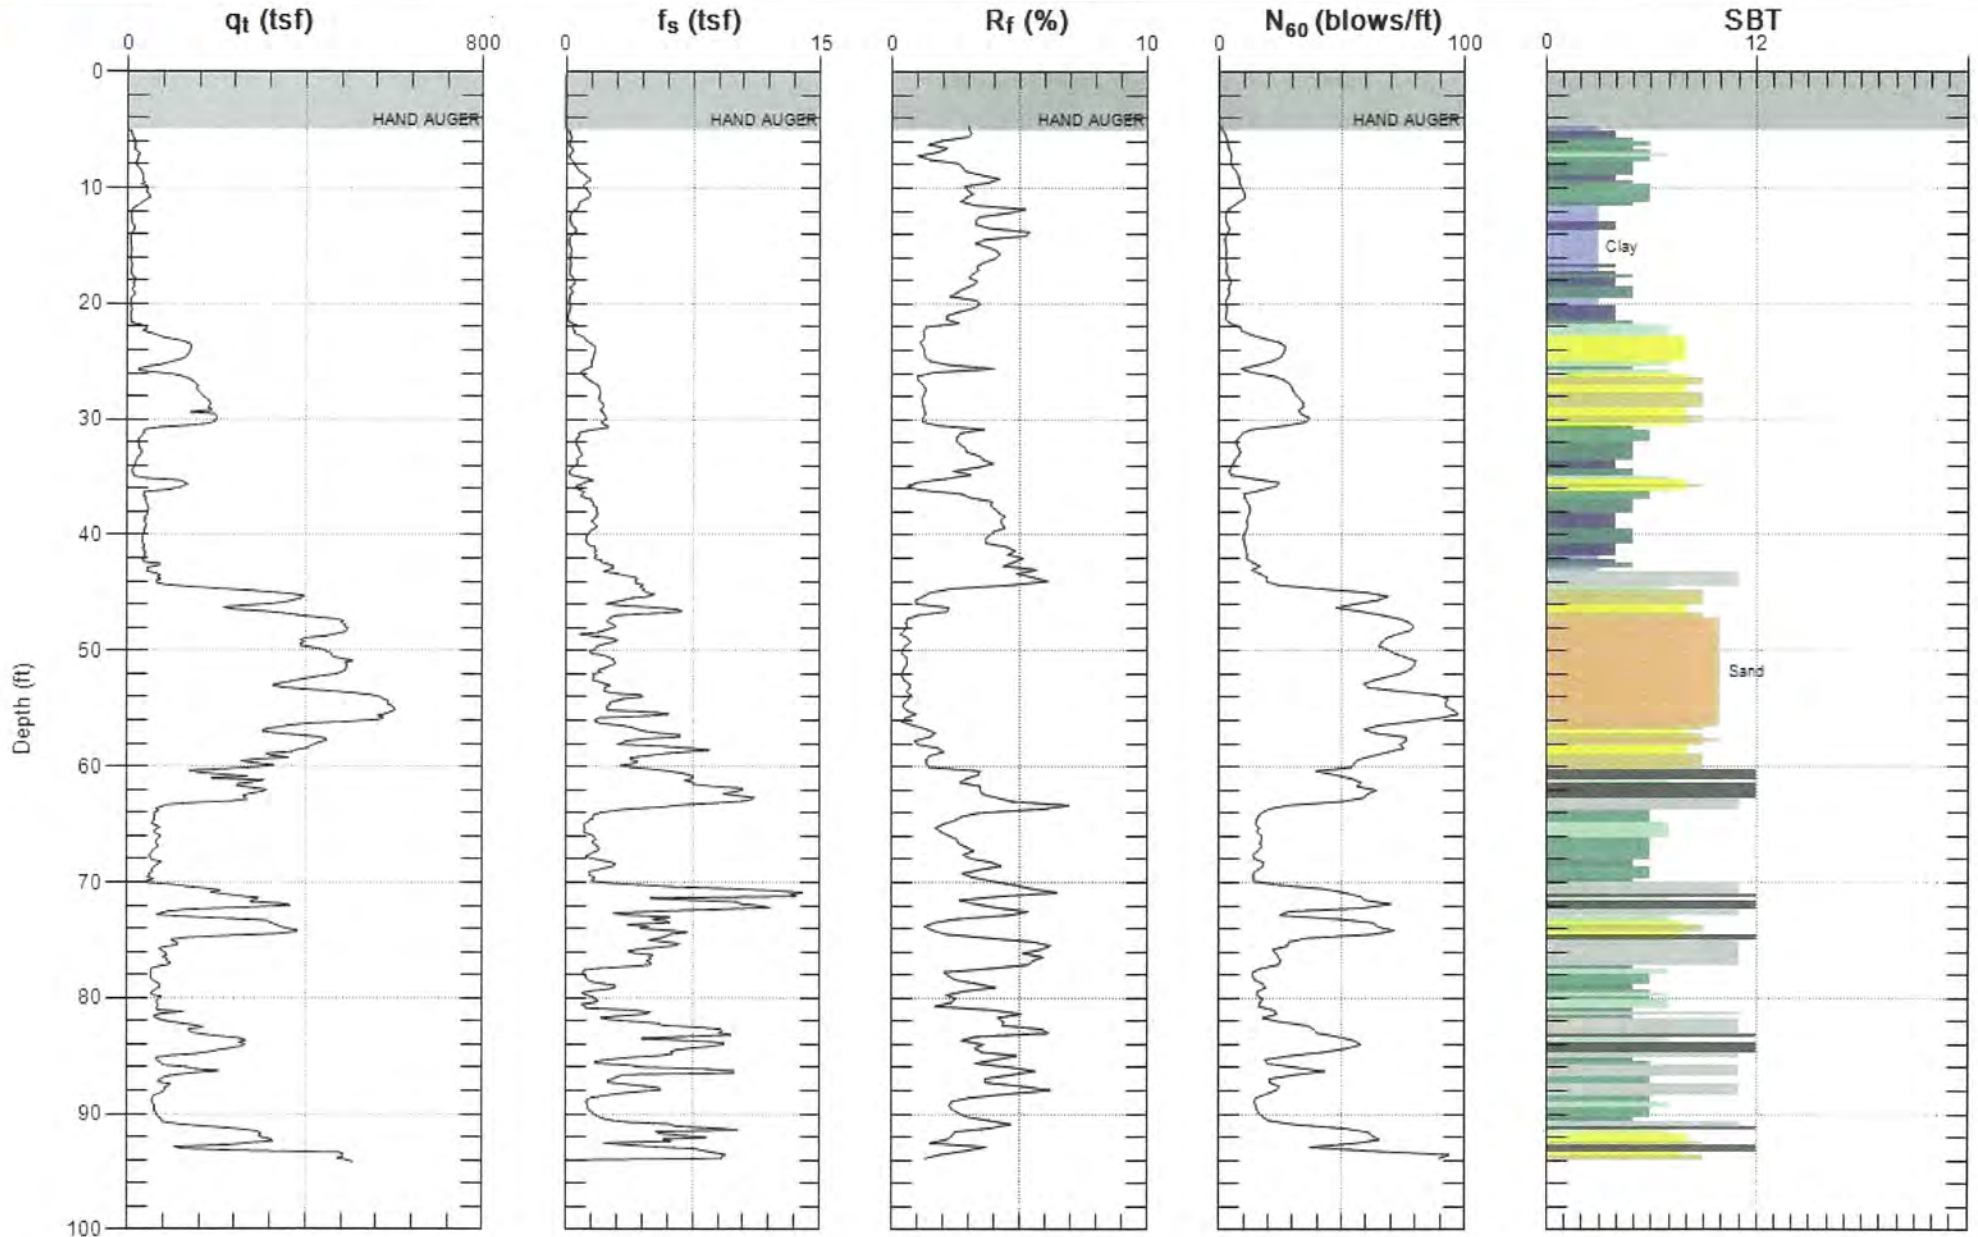 qt (tsf) fs (tsf) Rf (%) N60 (blows/ft) SBT
0 800 0 15 0 10 0 100 0 12
0
HAND AUGER HAND AUGER HAND AUGER HAND AUGER
10
Clay
20
30
40
50
Sand
Depth (ft)
60
70
80
90
100